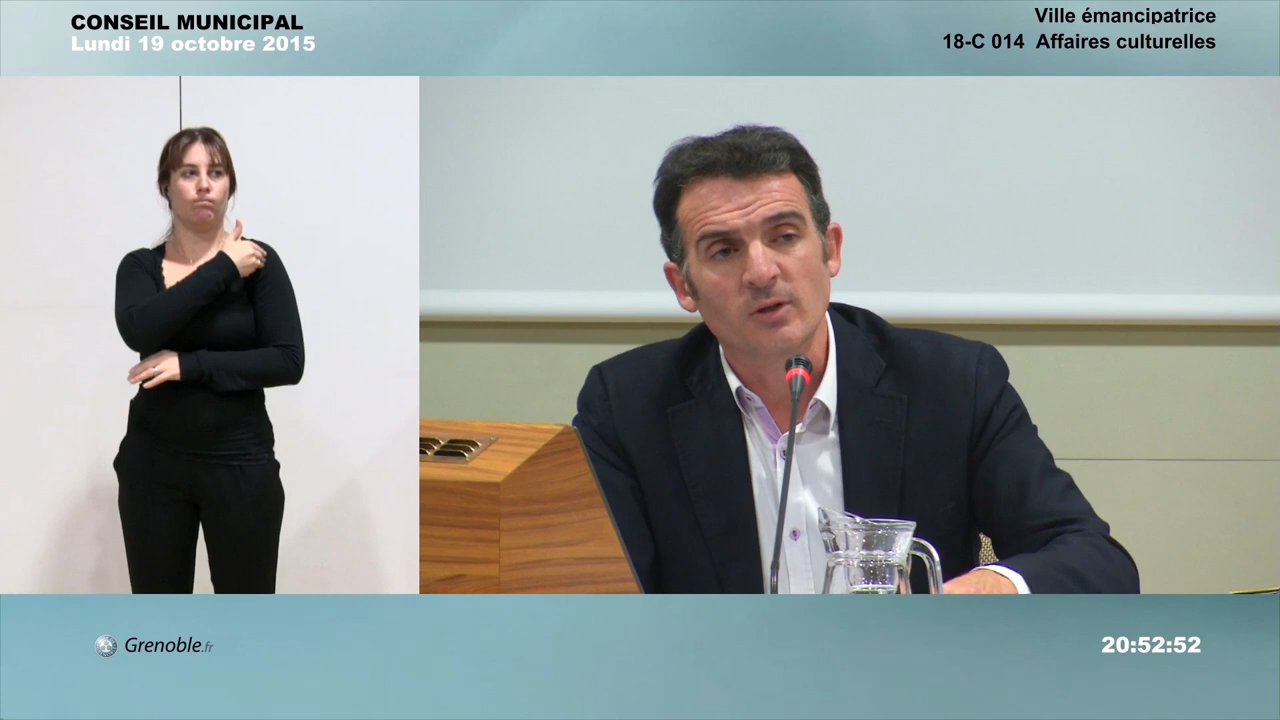 CONSEIL MUNICIPAL
Lundi 19 octobre 2015
Ville émancipatrice
18-C 014 Affaires culturelles
Grenoble.fr
20:52:52